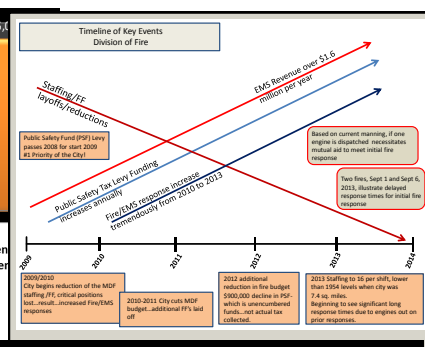 Timeline of Key Events
Division of Fire
Staffing/FF
layoffs/reductions
EMS Revenue over $1.6
million per year
Public Safety Fund (PSF) Levy
passes 2008 for start 2009
#1 Priority of the City!
Based on current manning, if one
engine is dispatched necessitates
mutual aid to meet initial fire
response
Two fires, Sept 1 and Sept 6,
2013, illustrate delayed
response times for initial fire
response
Public Safety Tax Levy Funding
increases annually
Fire/EMS response increase
tremendously from 2010 to 2013
2009
2010
2011
2012
2013
2014
2009/2010
City begins reduction of the MDF
staffing /FF, critical positions
lost...result...increased Fire/EMS
responses
2010-2011 City cuts MDF
budget...additional FF's laid
off
2012 additional
reduction in fire budget
$900,000 decline in PSF-
which is unencumbered
funds...not actual tax
collected.
2013 Staffing to 16 per shift, lower
than 1954 levels when city was
7.4 sq. miles.
Beginning to see significant long
response times due to engines out on
prior responses.